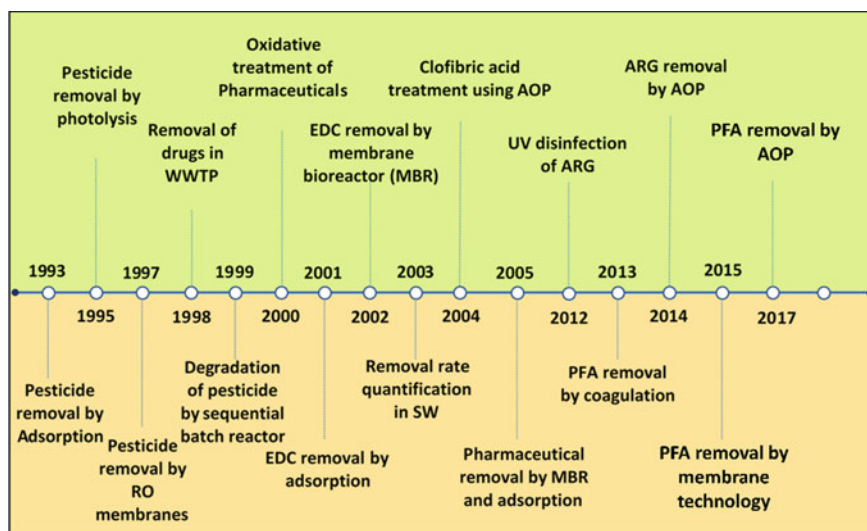 Pesticide
removal by
photolysis
Removal of
drugs in
WWTP
Oxidative
treatment of
Pharmaceuticals
EDC removal by
membrane
bioreactor (MBR)
Clofibric acid
treatment using AOP
UV disinfection
of ARG
ARG removal
by AOP
PFA removal by
AOP
1993 1997 1999 2001 2003 2005 2013 2015
1995 1998 2000 2002 2004 2012 2014 2017
Pesticide
removal by
Adsorption
Pesticide
removal by
RO
membranes
Degradation
of pesticide
by sequential
batch reactor
EDC removal by
adsorption
Removal rate
quantification
in SW
Pharmaceutical
removal by MBR
and adsorption
PFA removal
by coagulation
PFA removal by
membrane
technology